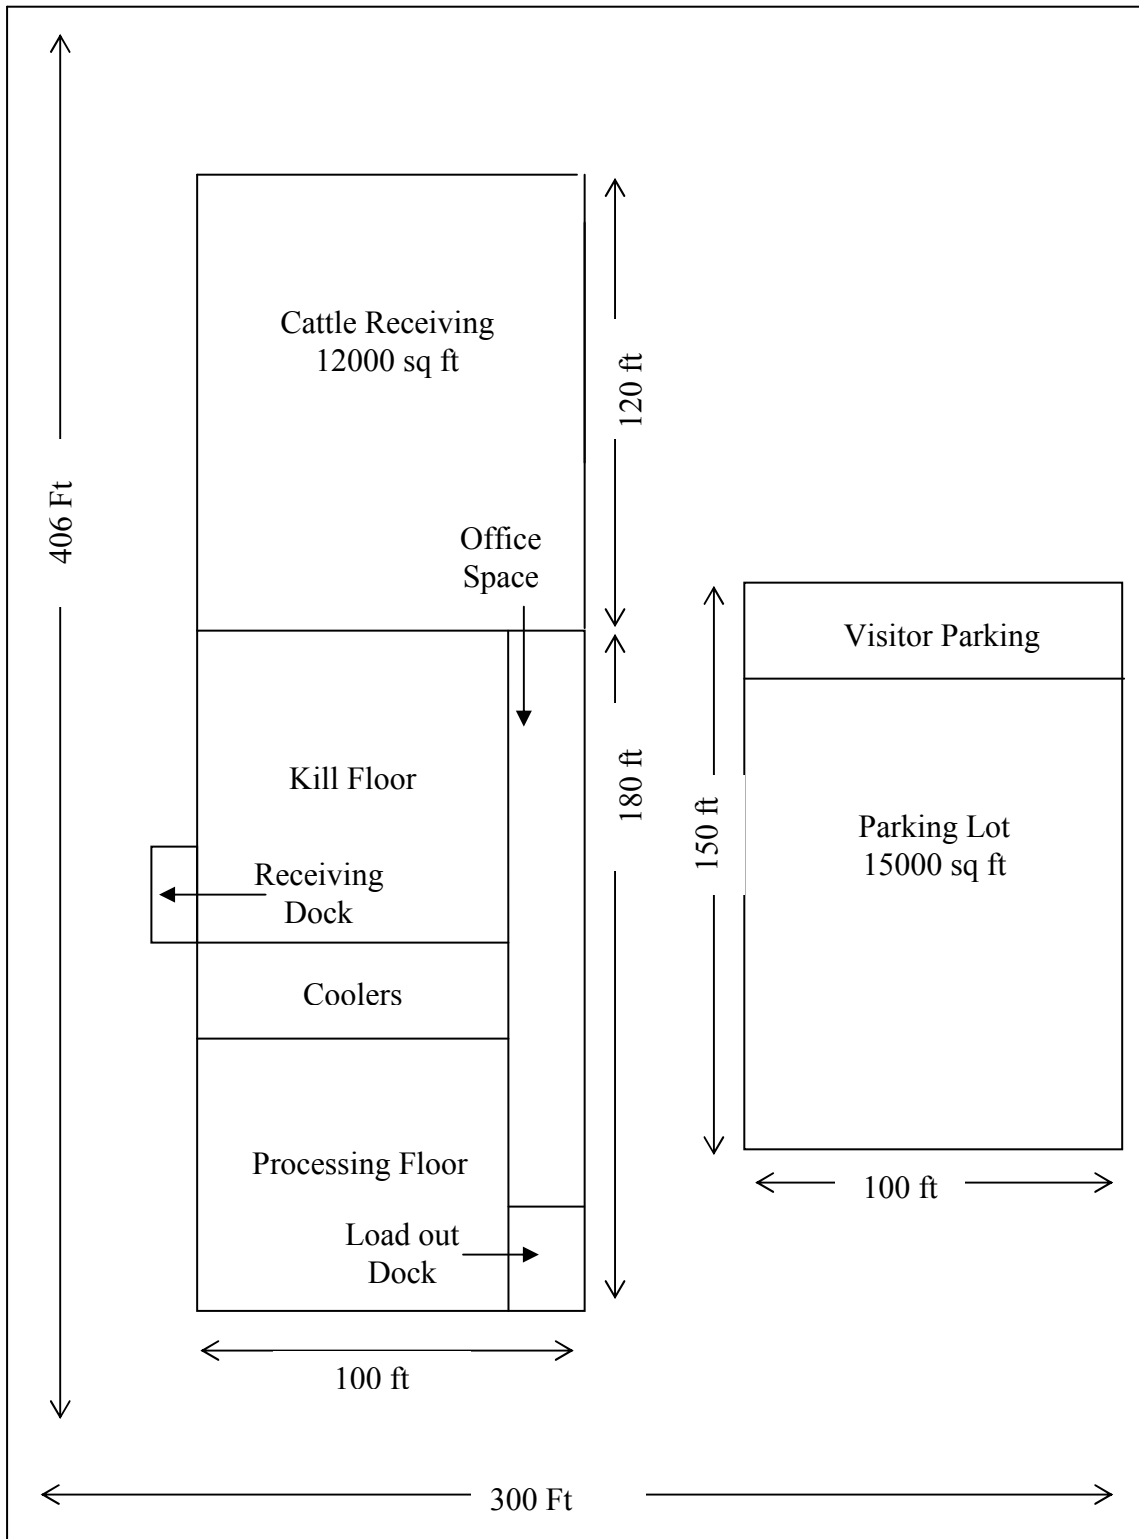 Cattle Receiving
12000 sq ft
120 ft
406 Ft
Office
Space
Visitor Parking
Kill Floor
180 ft
150 ft
Parking Lot
15000 sq ft
Receiving
Dock
Coolers
Processing Floor
100 ft
Load out
Dock
100 ft
300 Ft